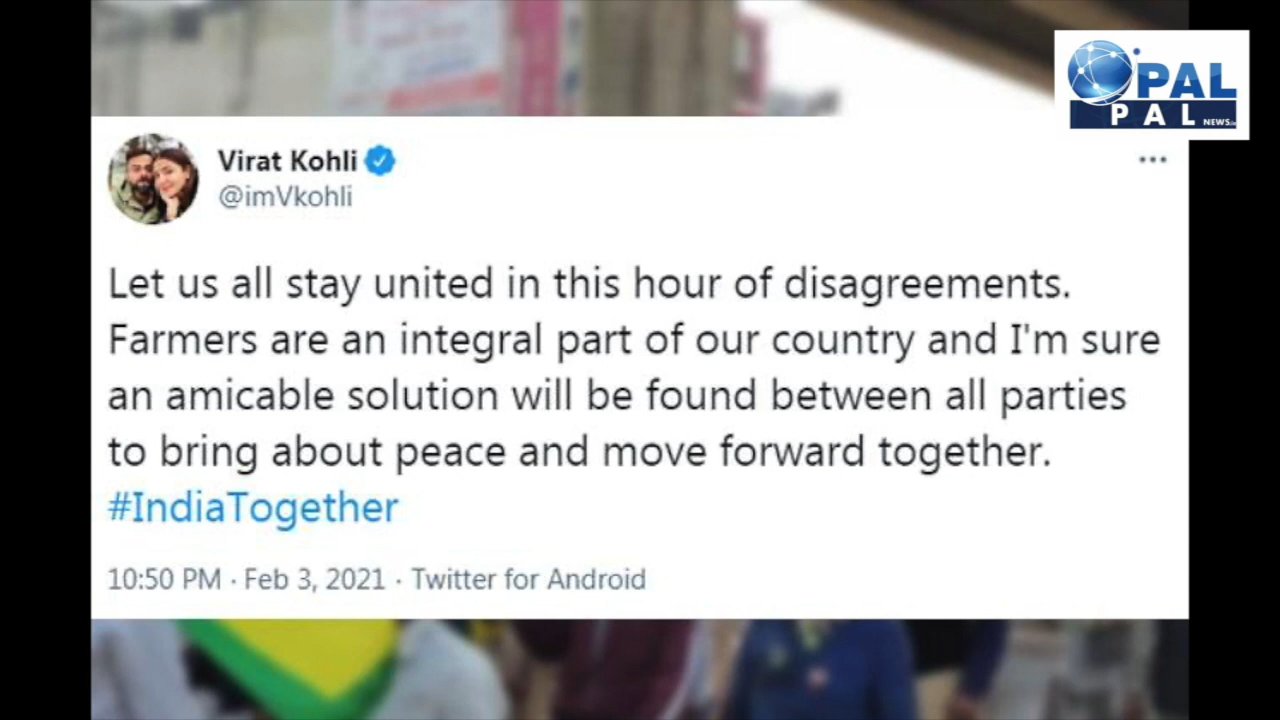 PAL
PAL NEWS
Virat Kohli
@imVkohli
Let us all stay united in this hour of disagreements.
Farmers are an integral part of our country and I'm sure
an amicable solution will be found between all parties
to bring about peace and move forward together.
#IndiaTogether
10:50 PM · Feb 3, 2021 · Twitter for Android